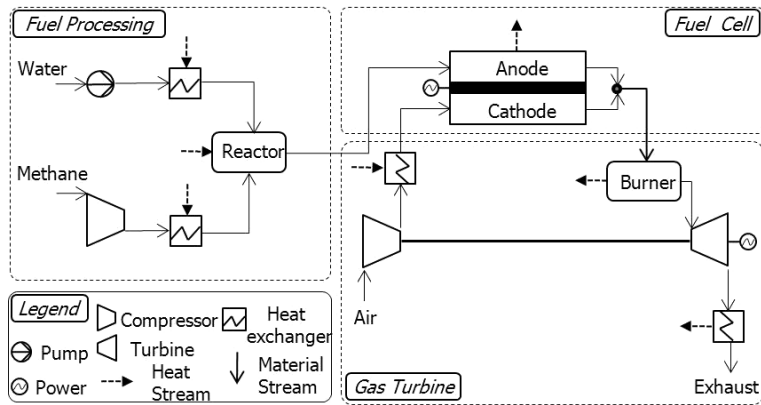 Fuel Processing
Water
Methane
Reactor
Fuel Cell
Anode
Cathode
Burner
Air
Exhaust
Gas Turbine
Legend
Compressor
Turbine
Pump
Power
Heat
Stream
Heat
exchanger
Material
Stream